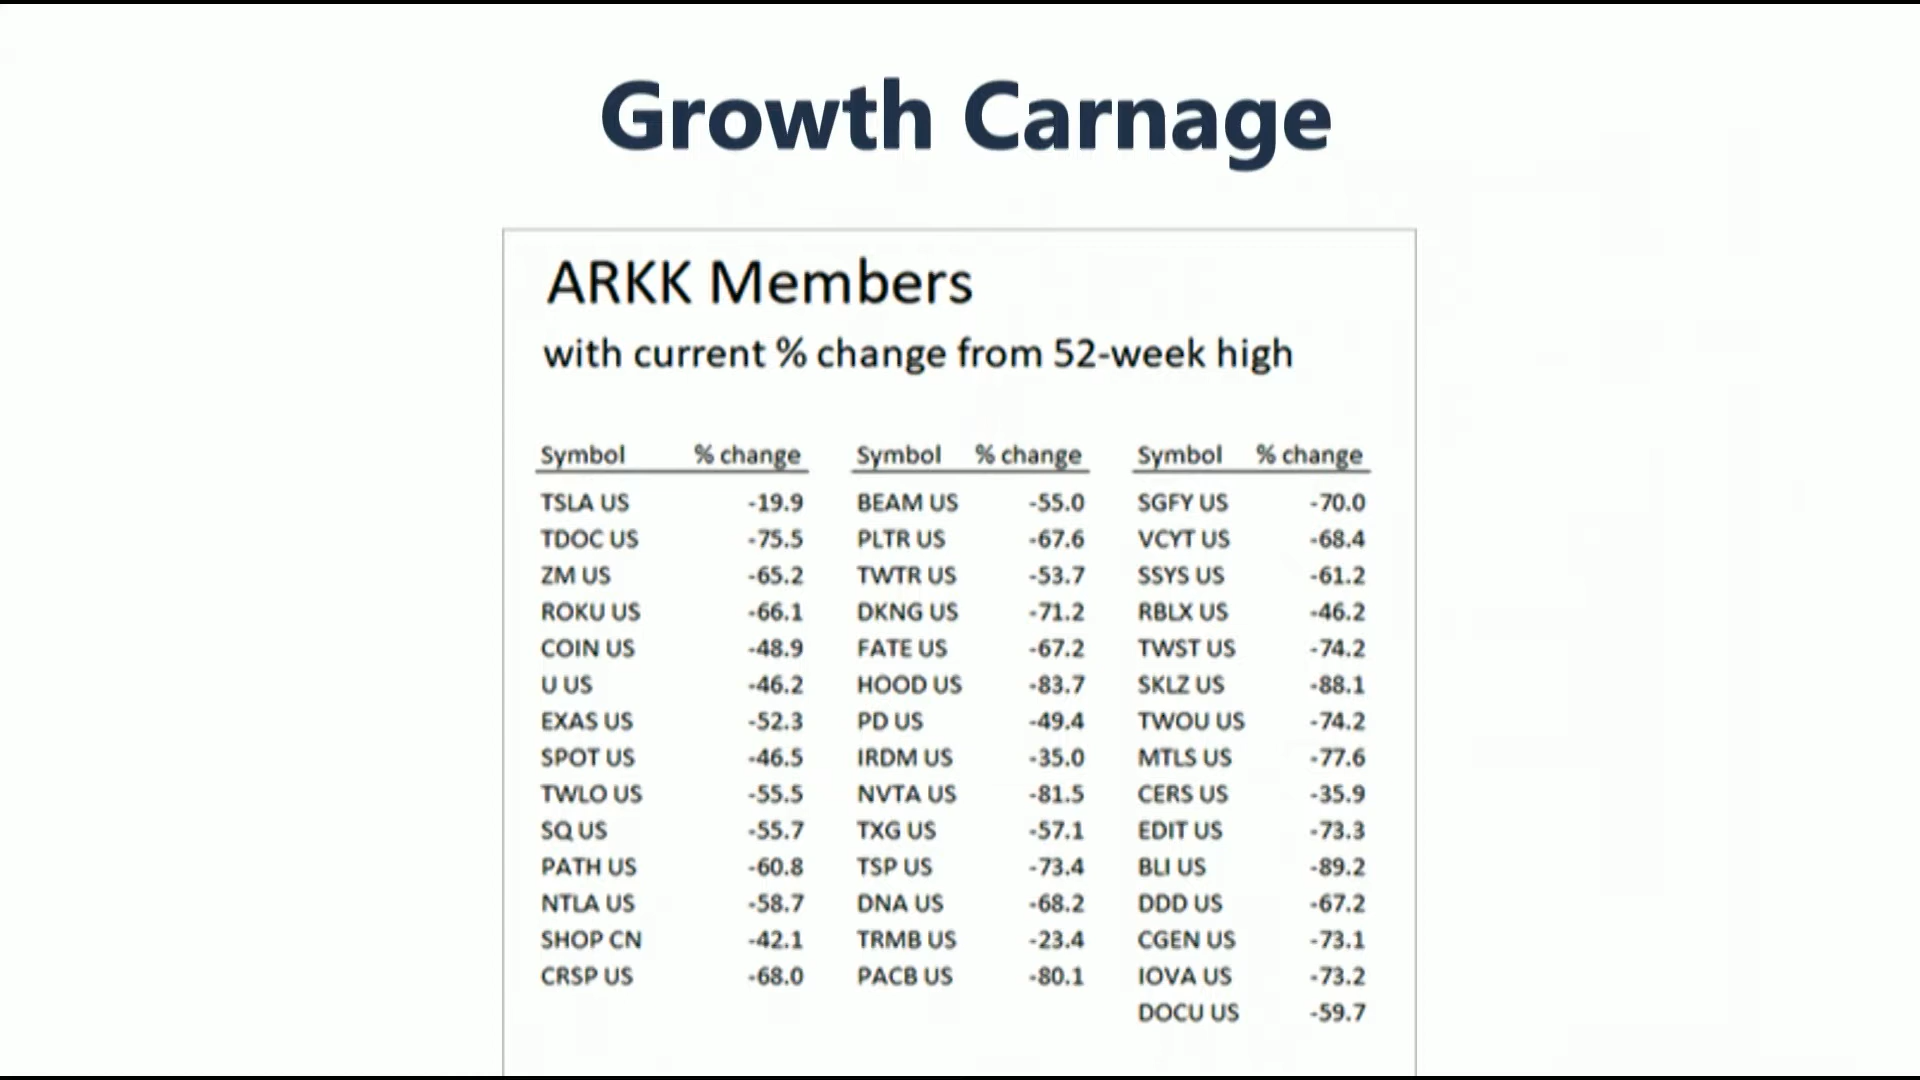 Growth Carnage
ARKK Members
with current % change from 52-week high
Symbol % change Symbol % change Symbol % change
TSLA US -19.9 BEAM US -55.0 SGFY US -70.0
TDOC US -75.5 PLTR US -67.6 VCYT US -68.4
ZM US -65.2 TWTR US -53.7 SSYS US -61.2
ROKU US -66.1 DKNG US -71.2 RBLX US -46.2
COIN US -48.9 FATE US -67.2 TWST US -74.2
U US -46.2 HOOD US -83.7 SKLZ US -88.1
EXAS US -52.3 PD US -49.4 TWOU US -74.2
SPOT US -46.5 IRDM US -35.0 MTLS US -77.6
TWLO US -55.5 NVTA US -81.5 CERS US -35.9
SQ US -55.7 TXG US -57.1 EDIT US -73.3
PATH US -60.8 TSP US -73.4 BLI US -89.2
NTLA US -58.7 DNA US -68.2 DDD US -67.2
SHOP CN -42.1 TRMB US -23.4 CGEN US -73.1
CRSP US -68.0 PACB US -80.1 IOVA US -73.2
DOCU US -59.7